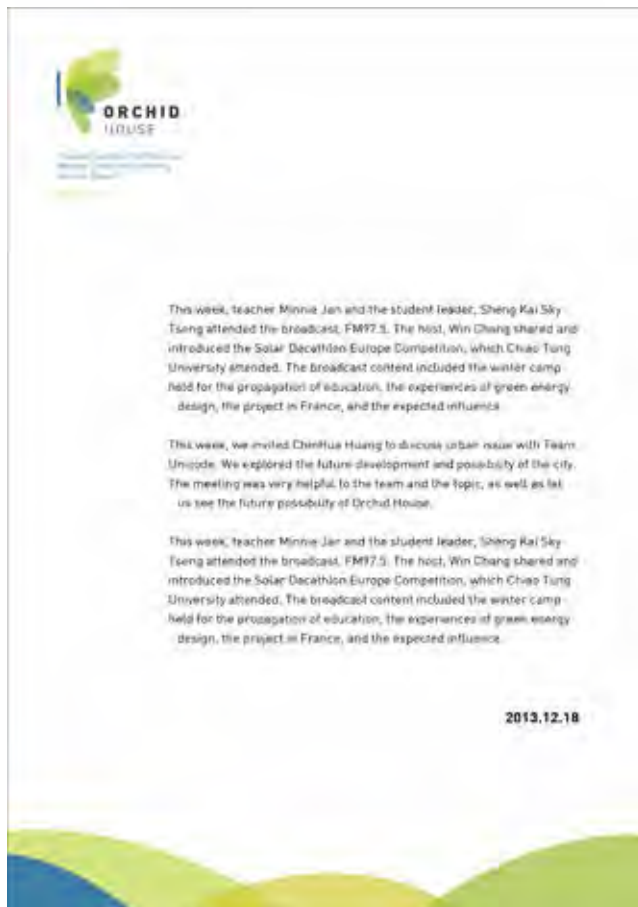 ORCHID
HOUSE
This week, teacher Minnie Jan and the student leader, Sheng Kai Sky
Tseng attended the broadcast, FM97.5. The host, Win Chang shared and
introduced the Solar Decathlon Europe Competition, which Chiao Tung
University attended. The broadcast content included the winter camp
held for the propagation of education, the experiences of green energy
design, the project in France, and the expected influence.
This week, we invited ChinHua Huang to discuss urban issue with Team
Unicode. We explored the future development and possibility of the city.
The meeting was very helpful to the team and the topic, as well as let
us see the future possibility of Orchid House.
This week, teacher Minnie Jan and the student leader, Sheng Kai Sky
Tseng attended the broadcast, FM97.5. The host, Win Chang shared and
introduced the Solar Decathlon Europe Competition, which Chiao Tung
University attended. The broadcast content included the winter camp
held for the propagation of education, the experiences of green energy
design, the project in France, and the expected influence.
2013.12.18